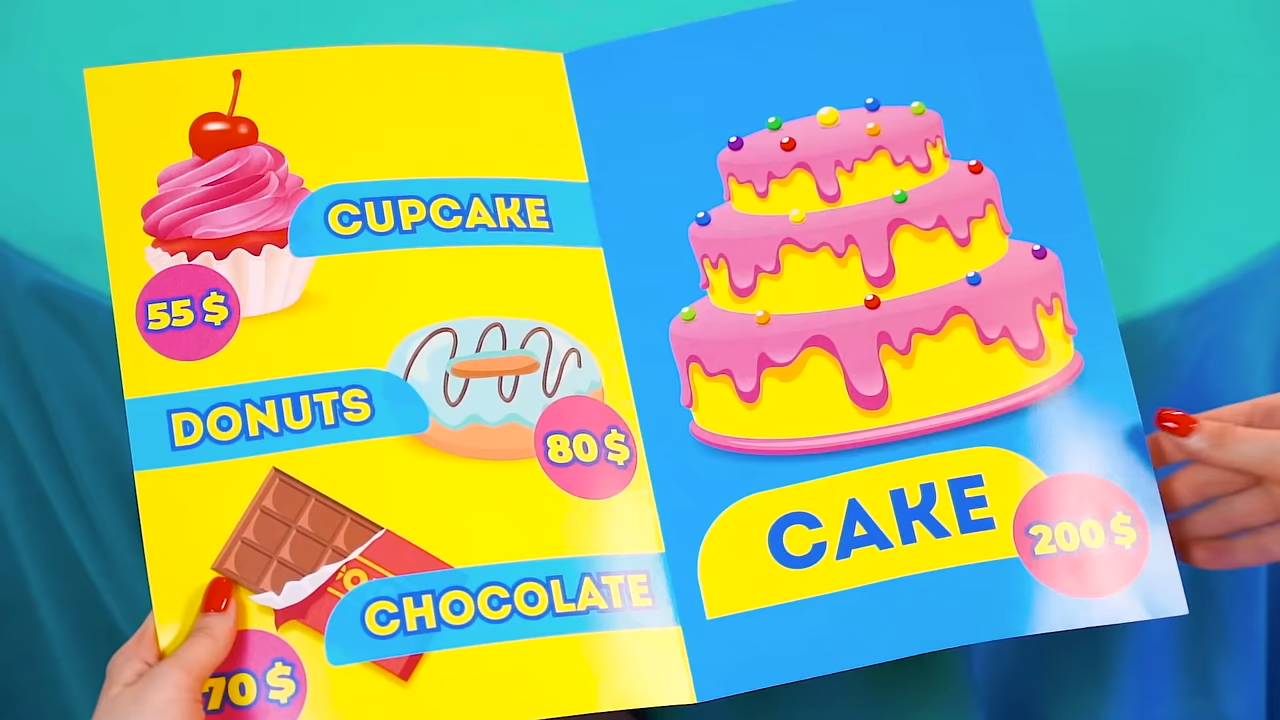 CUPCAKE
55 $
DONUTS
80 $
CHOCOLATE
70 $
CAKE
200 $